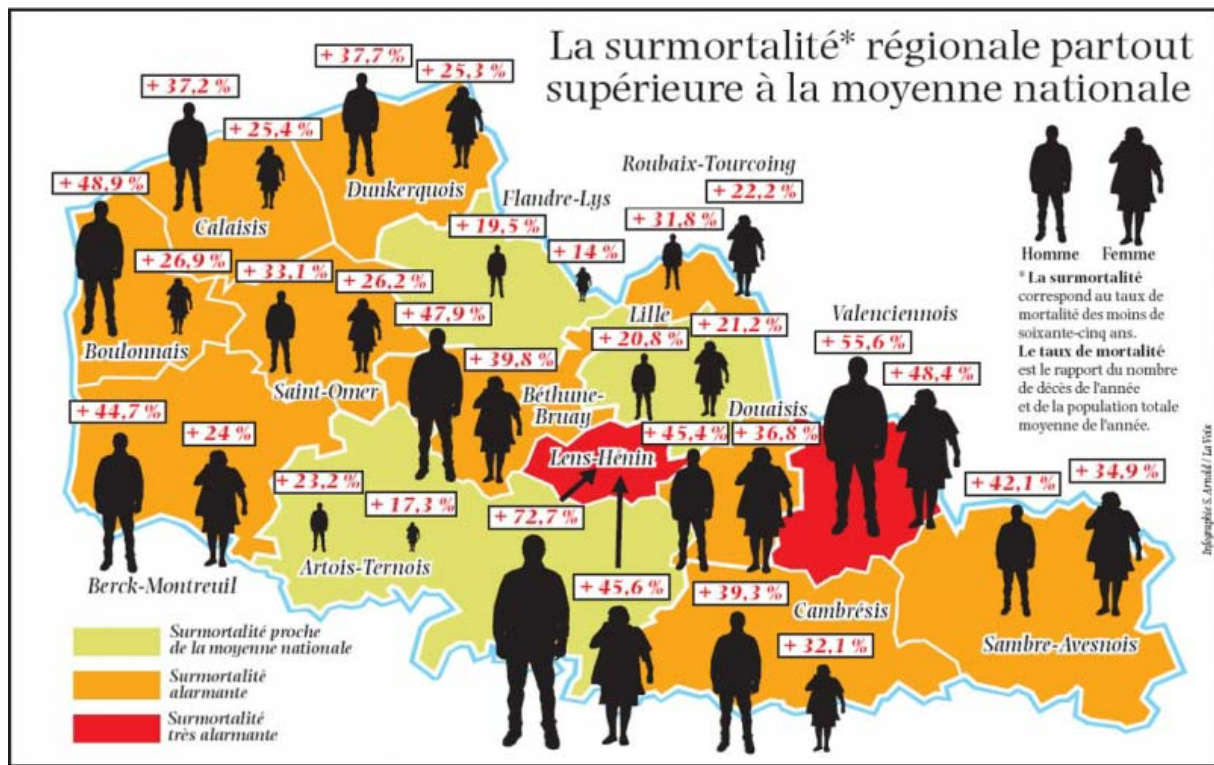 La surmortalité* régionale partout
supérieure à la moyenne nationale
+ 37,7 %
+ 25,3 %
+ 37,2 %
+ 25,4 %
Dunkerquois
Calaisis
Roubaix-Tourcoing
+ 22,2 %
+ 31,8 %
Flandre-Lys
+ 19,5 %
+ 14 %
+ 48,9 %
+ 26,9 %
Boulonnais
+ 33,1 %
+ 26,2 %
Saint-Omer
+ 47,9 %
+ 39,8 %
Béthune-
Bruay
Lille
+ 20,8 %
+ 21,2 %
Valenciennois
+ 55,6 %
+ 48,4 %
Douaisis
+ 45,4 %
+ 36,8 %
Lens-Hénin
+ 72,7 %
+ 45,6 %
+ 44,7 %
+ 24 %
Berck-Montreuil
+ 23,2 %
+ 17,3 %
Artois-Ternois
+ 39,3 %
+ 32,1 %
Cambrésis
+ 42,1 %
+ 34,9 %
Sambre-Avesnois
Homme
Femme
* La surmortalité
correspond au taux de
mortalité des moins de
soixante-cinq ans.
Le taux de mortalité
est le rapport du nombre
de décès de l'année
et de la population totale
moyenne de l'année.
Infographie S. Arnold / La Voix
Surmortalité proche
de la moyenne nationale
Surmortalité
alarmante
Surmortalité
très alarmante